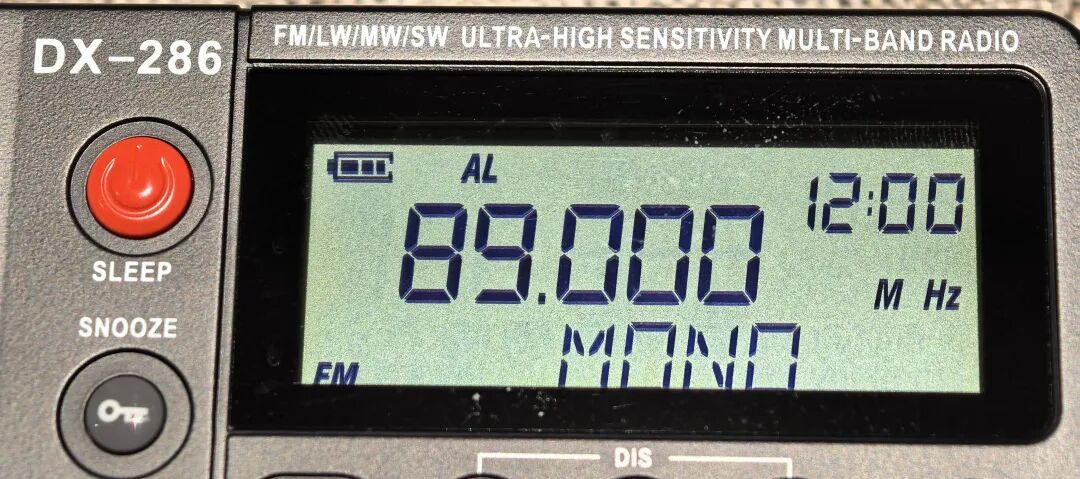 DX-286
FM/LW/MW/SW ULTRA-HIGH SENSITIVITY MULTI-BAND RADIO
AL
12:00
89.000
M Hz
SLEEP
SNOOZE
MONO
FM
DIS